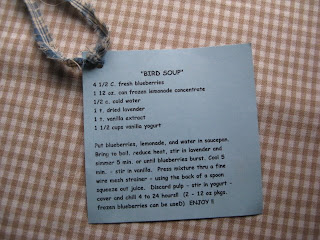 "BIRD SOUP"
4 1/2 C. fresh blueberries
1 12 oz. can frozen lemonade concentrate
1/2 c. cold water
1 t. dried lavender
1 t. vanilla extract
1 1/2 cups vanilla yogurt
Put blueberries, lemonade, and water in saucepan.
Bring to boil, reduce heat, stir in lavender and
simmer 5 min. or until blueberries burst. Cool 5
min. - stir in vanilla. Press mixture thru a fine
wire mesh strainer - using the back of a spoon
squeeze out juice. Discard pulp - stir in yogurt -
cover and chill 4 to 24 hours!! (2 - 12 oz pkgs.
frozen blueberries can be used) ENJOY !!